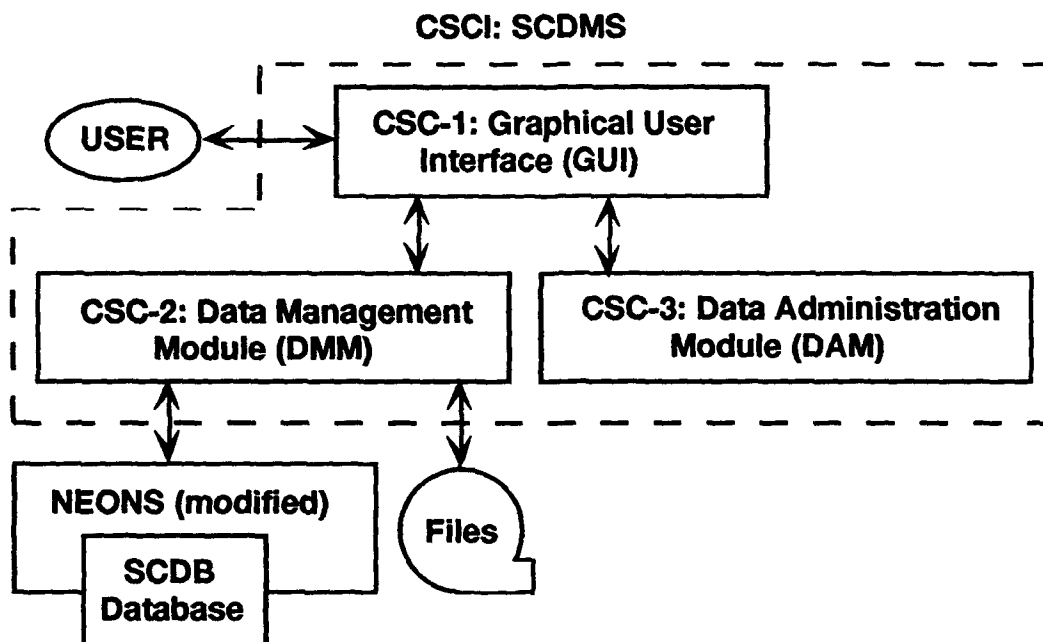 CSCI: SCDMS
USER
CSC-1: Graphical User
Interface (GUI)
CSC-2: Data Management
Module (DMM)
CSC-3: Data Administration
Module (DAM)
NEONS (modified)
SCDB
Database
Files